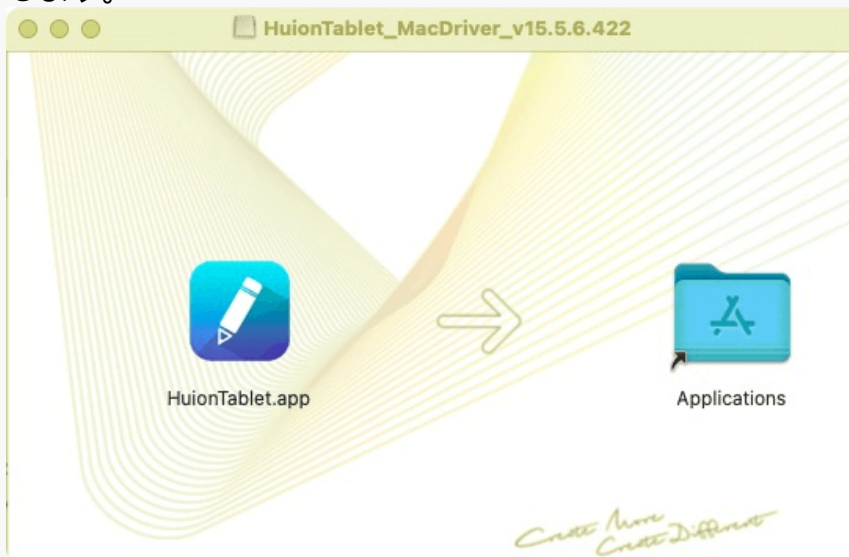 HuionTablet_MacDriver_v15.5.6.422
HuionTablet.app
Applications
Create More
Create Different